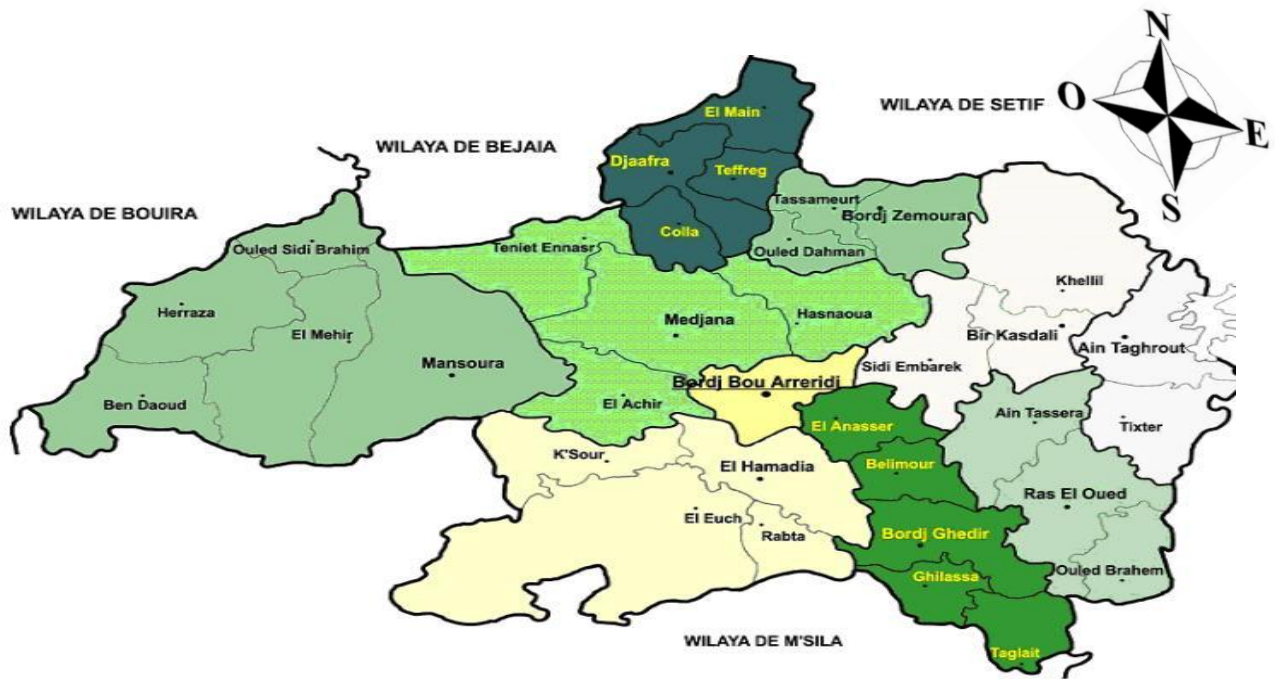 N
WILAYA DE SETIF
O
E
S
El Main
WILAYA DE BEJAIA
Djaafra
Teffreg
WILAYA DE BOUIRA
Tassameurt
Bordj Zemoura
Colla
Ouled Sidi Brahim
Teniet Ennasr
Ouled Dahman
Khellil
Herraza
El Mehir
Medjana
Hasnaoua
Bir Kasdali
Ain Taghrout
Mansoura
Sidi Embarek
Bordj Bou Arreridj
Ben Daoud
El Achir
Ain Tassera
El Anasser
Tixter
K'Sour
El Hamadia
Belimour
Ras El Oued
El Euch
Rabta
Bordj Ghedir
Ghilassa
Ouled Brahem
WILAYA DE M'SILA
Taglait